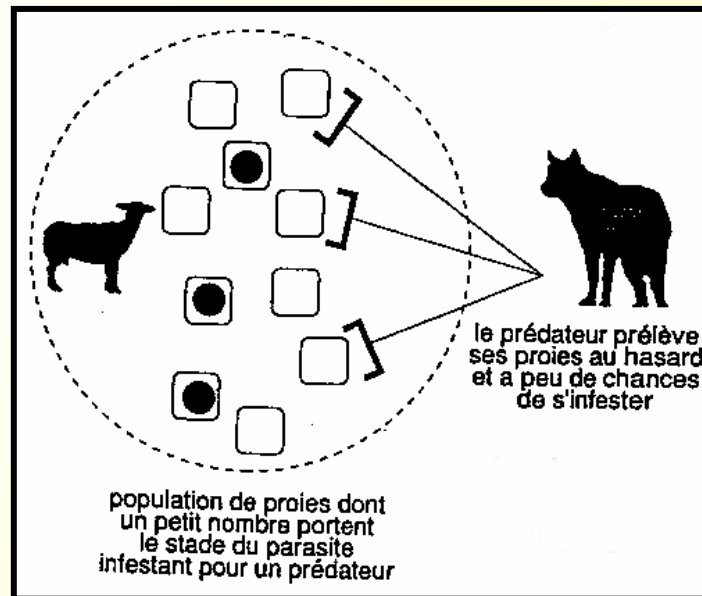 le prédateur prélève
ses proies au hasard
et a peu de chances
de s'infester
population de proies dont
un petit nombre portent
le stade du parasite
infestant pour un prédateur